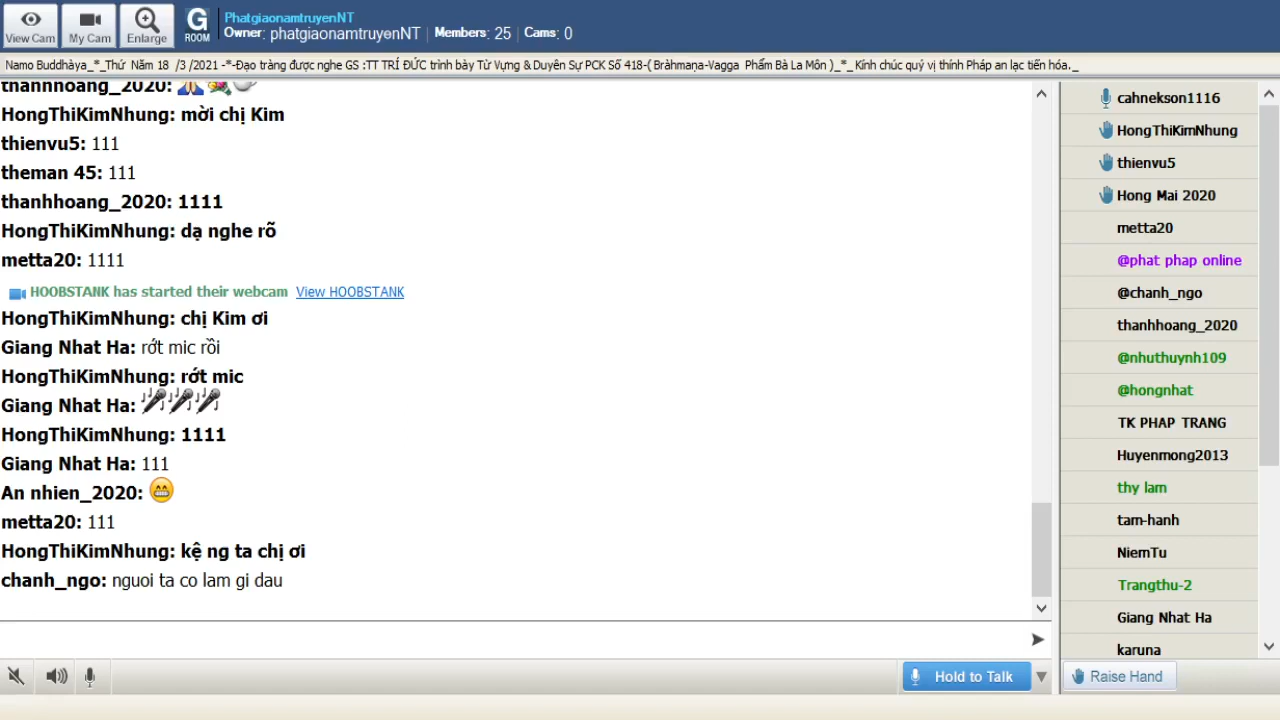 View Cam
My Cam
Enlarge
G
ROOM
PhatgiaonamtruyenNT
Owner: phatgiaonamtruyenNT | Members: 25 | Cams: 0
Namo Buddhàya_*_Thứ Năm 18 /3 /2021 -*-Đạo tràng được nghe GS :TT TRÍ ĐỨC trình bày Từ Vựng & Duyên Sự PCK Số 418-( Bràhmaṇa-Vagga Phẩm Bà La Môn )_*_ Kính chúc quý vị thính Pháp an lạc tiến hóa._
thanhhoang_2020:
HongThiKimNhung: mời chị Kim
thienvu5: 111
theman 45: 111
thanhhoang_2020: 1111
HongThiKimNhung: dạ nghe rõ
metta20: 1111
HOOBSTANK has started their webcam View HOOBSTANK
HongThiKimNhung: chị Kim ơi
Giang Nhat Ha: rớt mic rồi
HongThiKimNhung: rớt mic
Giang Nhat Ha:
HongThiKimNhung: 1111
Giang Nhat Ha: 111
An nhien_2020:
metta20: 111
HongThiKimNhung: kệ ng ta chị ơi
chanh_ngo: nguoi ta co lam gi dau
Hold to Talk
cahnekson1116
HongThiKimNhung
thienvu5
Hong Mai 2020
metta20
@phat phap online
@chanh_ngo
thanhhoang_2020
@nhuthuynh109
@hongnhat
TK PHAP TRANG
Huyenmong2013
thy lam
tam-hanh
NiemTu
Trangthu-2
Giang Nhat Ha
karuna
Raise Hand